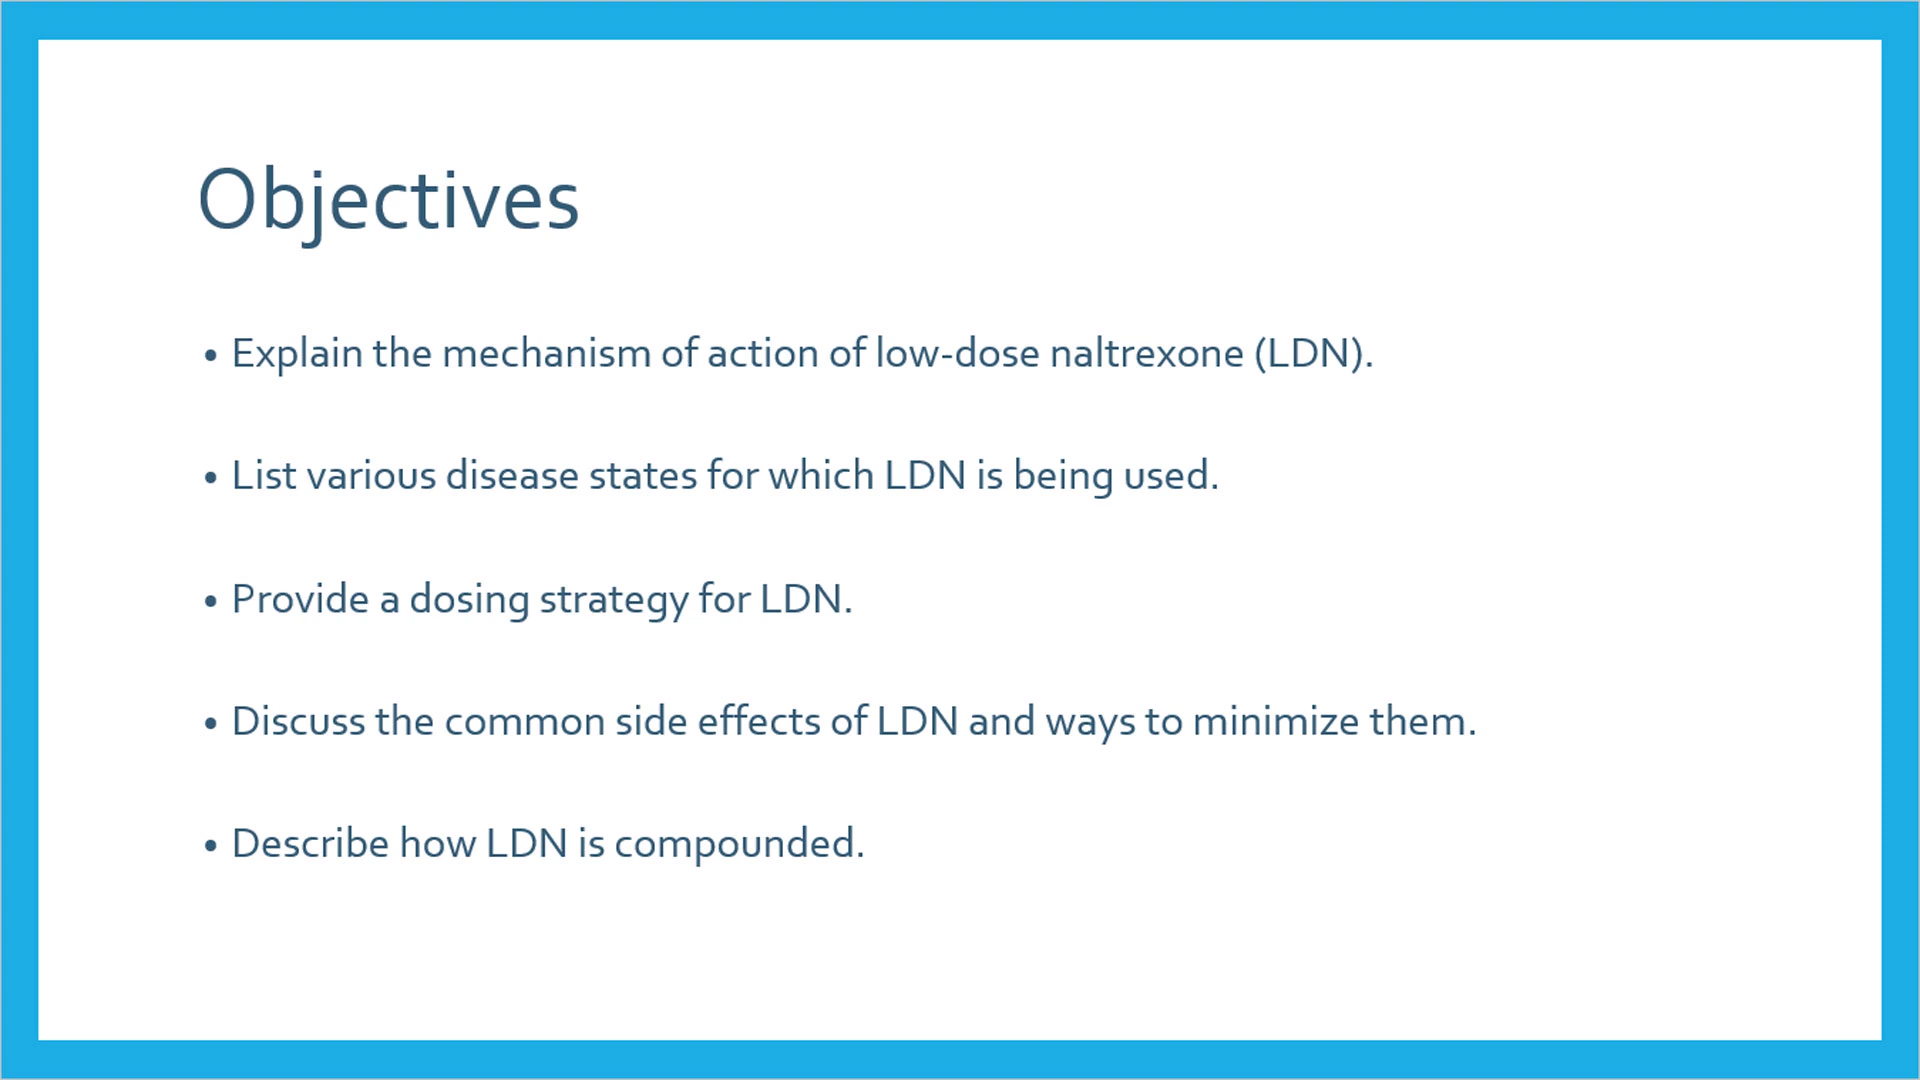 Objectives
• Explain the mechanism of action of low-dose naltrexone (LDN).
• List various disease states for which LDN is being used.
• Provide a dosing strategy for LDN.
• Discuss the common side effects of LDN and ways to minimize them.
• Describe how LDN is compounded.